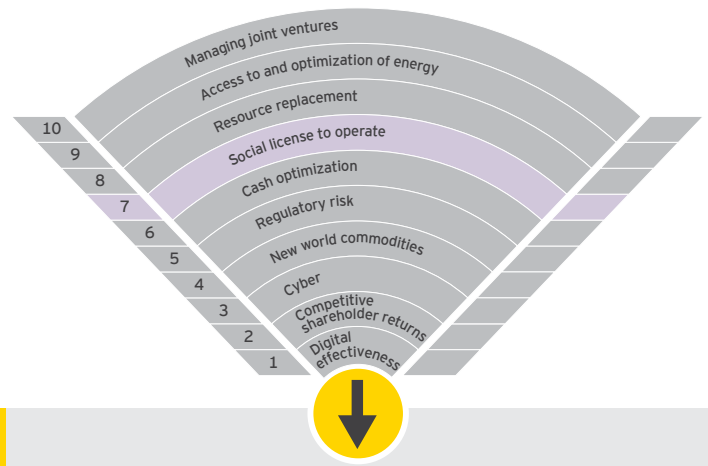 Managing joint ventures
Access to and optimization of energy
Resource replacement
Social license to operate
Cash optimization
Regulatory risk
New world commodities
Cyber
Competitive
shareholder returns
Digital
effectiveness
10
9
8
7
6
5
4
3
2
1